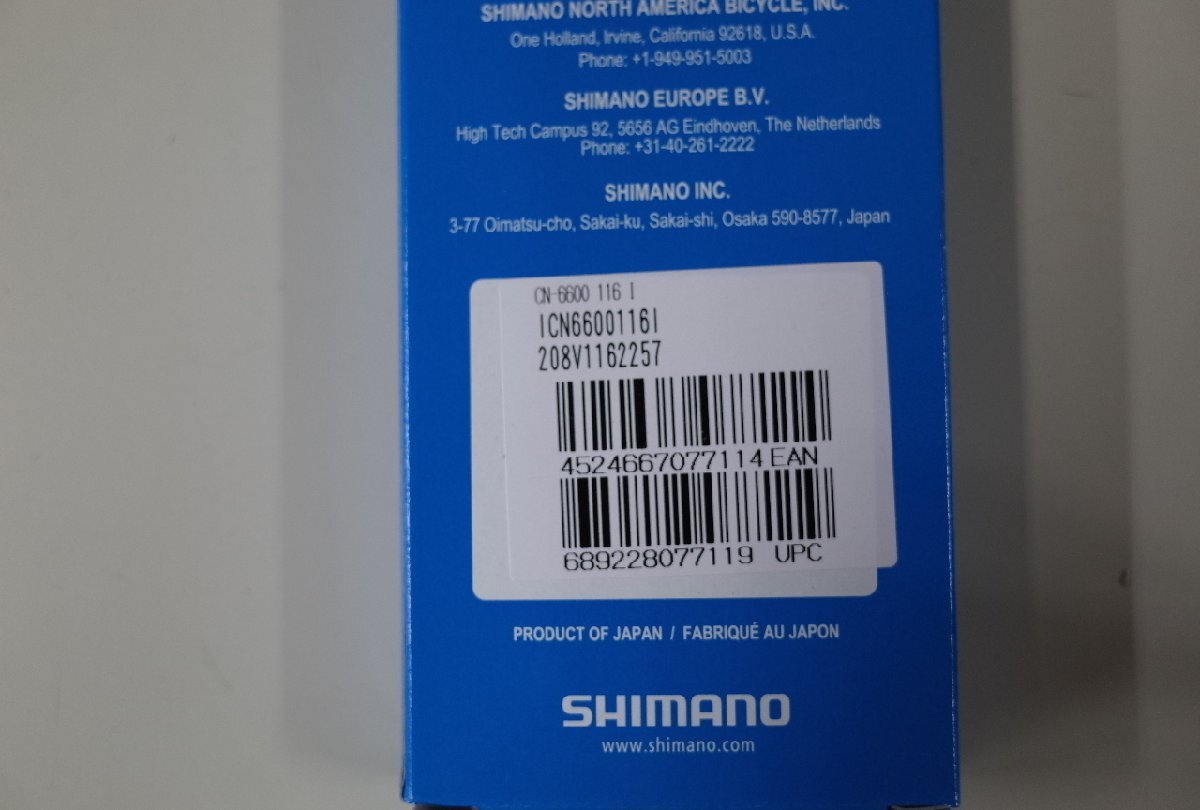 SHIMANO NORTH AMERICA BICYCLE, INC.
One Holland, Irvine, California 92618, U.S.A.
Phone: +1-949-951-5003
SHIMANO EUROPE B.V.
High Tech Campus 92, 5656 AG Eindhoven, The Netherlands
Phone: +31-40-261-2222
SHIMANO INC.
3-77 Oimatsu-cho, Sakai-ku, Sakai-shi, Osaka 590-8577, Japan
CN-6600 116 I
ICN6600116I
208V1162257
4524667077114 EAN
689228077119 UPC
PRODUCT OF JAPAN / FABRIQUÉ AU JAPON
SHIMANO
www.shimano.com